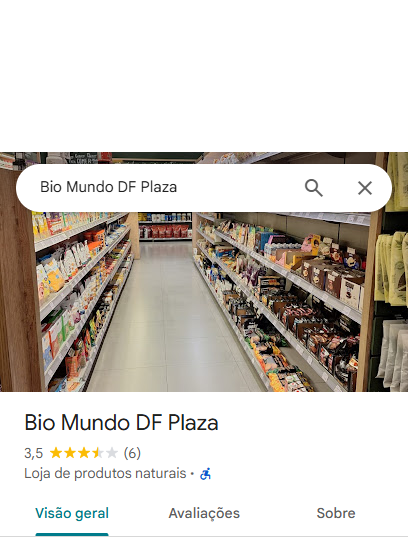 Bio Mundo DF Plaza
Bio Mundo DF Plaza
3,5 (6)
Loja de produtos naturais ·
Visão geral
Avaliações
Sobre